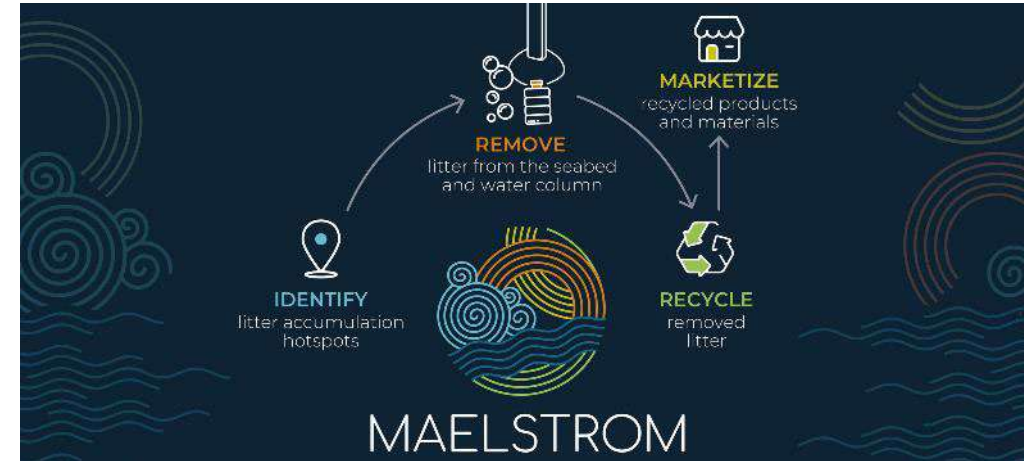 IDENTIFY
litter accumulation
hotspots
REMOVE
litter from the seabed
and water column
RECYCLE
removed
litter
MARKETIZE
recycled products
and materials
MAELSTROM